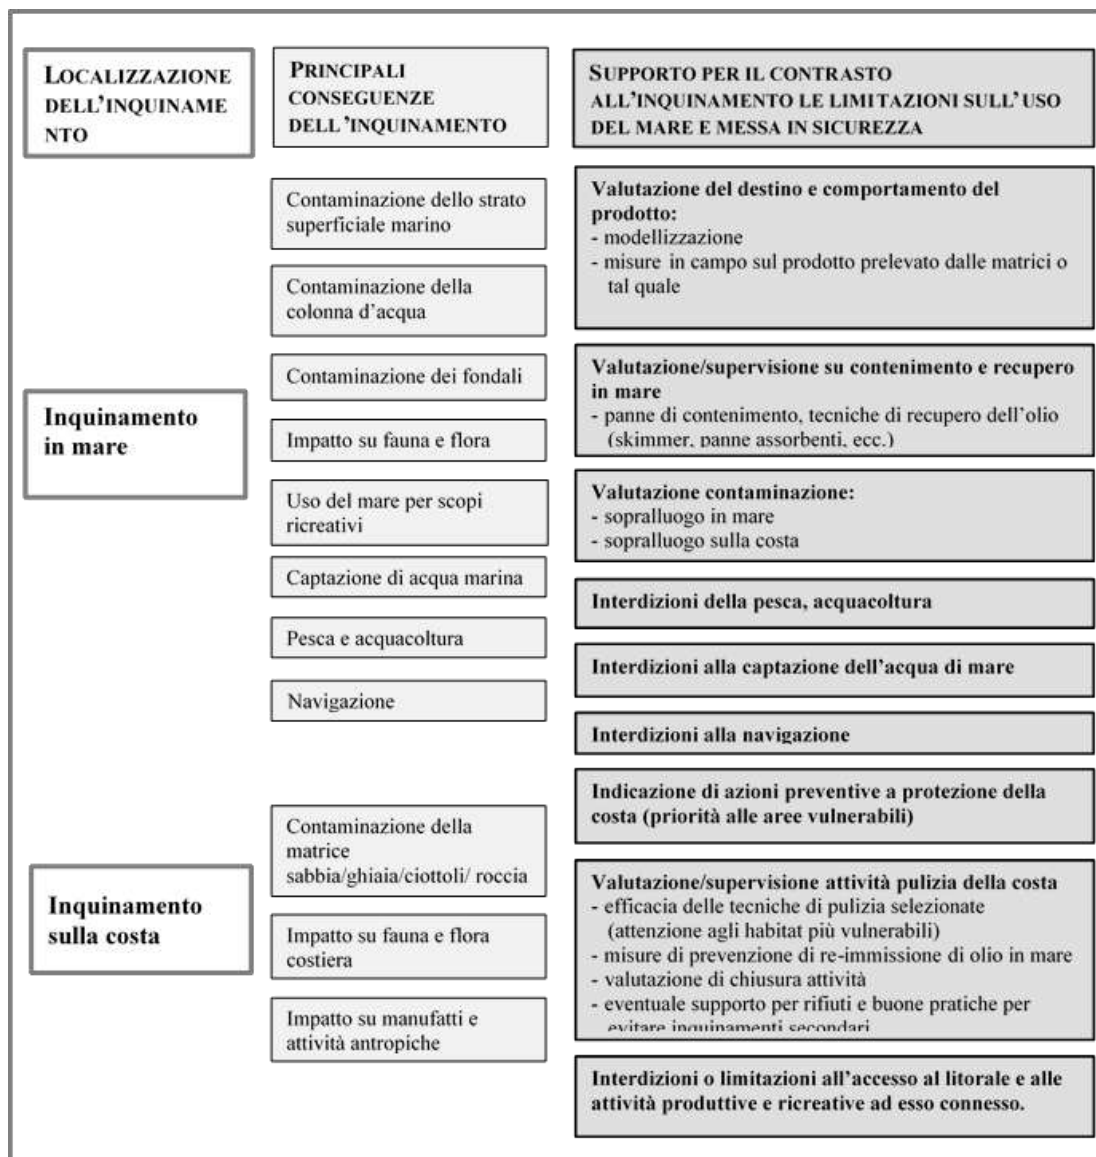 LOCALIZZAZIONE
DELL'INQUINAME
NTO
PRINCIPALI
CONSEGUENZE
DELL'INQUINAMENTO
SUPPORTO PER IL CONTRASTO
ALL'INQUINAMENTO LE LIMITAZIONI SULL'USO
DEL MARE E MESSA IN SICUREZZA
Inquinamento
in mare
Contaminazione dello strato
superficiale marino
Contaminazione della
colonna d'acqua
Contaminazione dei fondali
Impatto su fauna e flora
Uso del mare per scopi
ricreativi
Captazione di acqua marina
Pesca e acquacoltura
Navigazione
Valutazione del destino e comportamento del
prodotto:
- modellizzazione
- misure in campo sul prodotto prelevato dalle matrici o
tal quale
Valutazione/supervisione su contenimento e recupero
in mare
- panne di contenimento, tecniche di recupero dell'olio
(skimmer, panne assorbenti, ecc.)
Valutazione contaminazione:
- sopralluogo in mare
- sopralluogo sulla costa
Interdizioni della pesca, acquacoltura
Interdizioni alla captazione dell'acqua di mare
Interdizioni alla navigazione
Inquinamento
sulla costa
Contaminazione della
matrice
sabbia/ghiaia/ciottoli/ roccia
Impatto su fauna e flora
costiera
Impatto su manufatti e
attività antropiche
Indicazione di azioni preventive a protezione della
costa (priorità alle aree vulnerabili)
Valutazione/supervisione attività pulizia della costa
- efficacia delle tecniche di pulizia selezionate
(attenzione agli habitat più vulnerabili)
- misure di prevenzione di re-immissione di olio in mare
- valutazione di chiusura attività
- eventuale supporto per rifiuti e buone pratiche per
evitare inquinamenti secondari
Interdizioni o limitazioni all'accesso al litorale e alle
attività produttive e ricreative ad esso connesso.